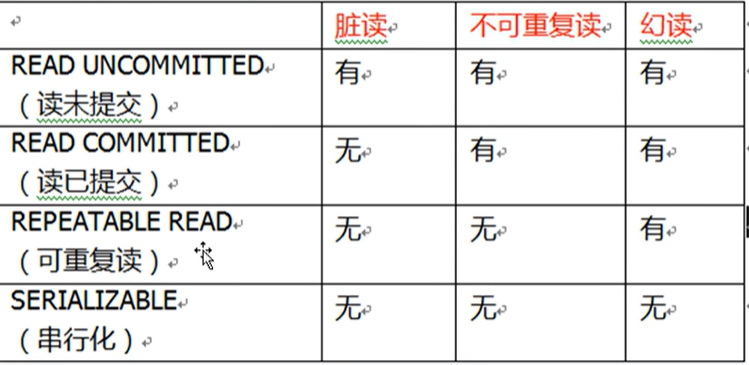 脏读 不可重复读 幻读
READ UNCOMMITTED 有 有 有
（读未提交）
READ COMMITTED 无 有 有
（读已提交）
REPEATABLE READ 无 无 有
（可重复读）
SERIALIZABLE 无 无 无
（串行化）